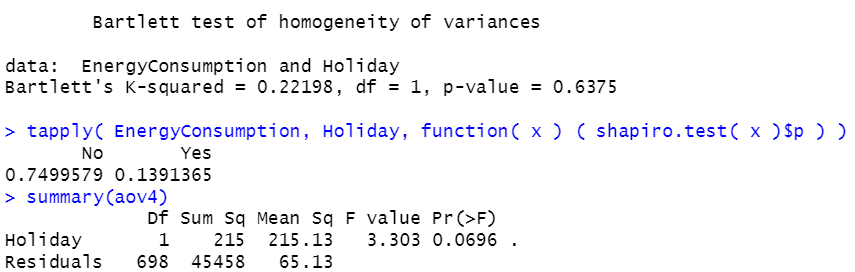 Bartlett test of homogeneity of variances
data:  EnergyConsumption and Holiday
Bartlett's K-squared = 0.22198, df = 1, p-value = 0.6375
> tapply( EnergyConsumption, Holiday, function( x ) ( shapiro.test( x )$p ) )
No Yes
0.7499579 0.1391365
> summary(aov4)
Df Sum Sq Mean Sq F value Pr(>F)
Holiday 1 215 215.13 3.303 0.0696 .
Residuals 698 45458 65.13